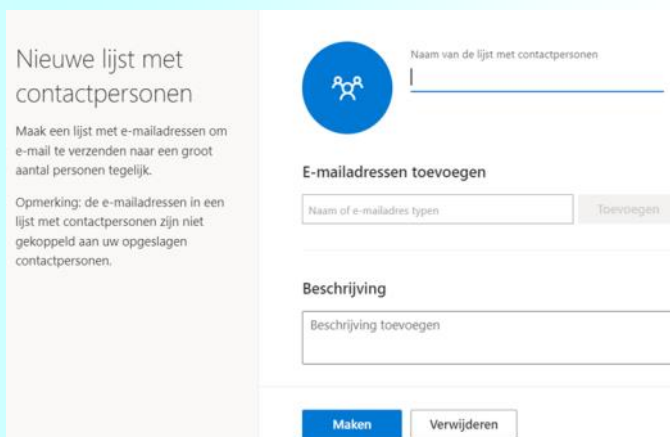 Nieuwe lijst met
contactpersonen
Maak een lijst met e-mailadressen om
e-mail te verzenden naar een groot
aantal personen tegelijk.
Opmerking: de e-mailadressen in een
lijst met contactpersonen zijn niet
gekoppeld aan uw opgeslagen
contactpersonen.
Naam van de lijst met contactpersonen
E-mailadressen toevoegen
Naam of e-mailadres typen
Toevoegen
Beschrijving
Beschrijving toevoegen
Maken
Verwijderen